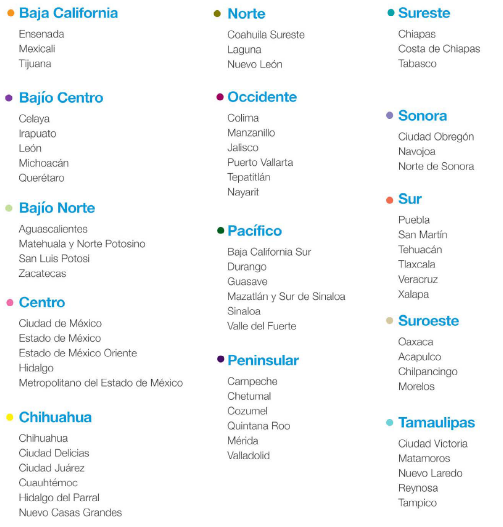 Baja California
Ensenada
Mexicali
Tijuana
Bajío Centro
Celaya
Irapuato
León
Michoacán
Querétaro
Bajío Norte
Aguascalientes
Matehuala y Norte Potosino
San Luis Potosi
Zacatecas
Centro
Ciudad de México
Estado de México
Estado de México Oriente
Hidalgo
Metropolitano del Estado de México
Chihuahua
Chihuahua
Ciudad Delicias
Ciudad Juárez
Cuauhtémoc
Hidalgo del Parral
Nuevo Casas Grandes
Norte
Coahuila Sureste
Laguna
Nuevo León
Occidente
Colima
Manzanillo
Jalisco
Puerto Vallarta
Tepatitlán
Nayarit
Pacífico
Baja California Sur
Durango
Guasave
Mazatlán y Sur de Sinaloa
Sinaloa
Valle del Fuerte
Peninsular
Campeche
Chetumal
Cozumel
Quintana Roo
Mérida
Valladolid
Sureste
Chiapas
Costa de Chiapas
Tabasco
Sonora
Ciudad Obregón
Navojoa
Norte de Sonora
Sur
Puebla
San Martín
Tehuacán
Tlaxcala
Veracruz
Xalapa
Suroeste
Oaxaca
Acapulco
Chilpancingo
Morelos
Tamaulipas
Ciudad Victoria
Matamoros
Nuevo Laredo
Reynosa
Tampico